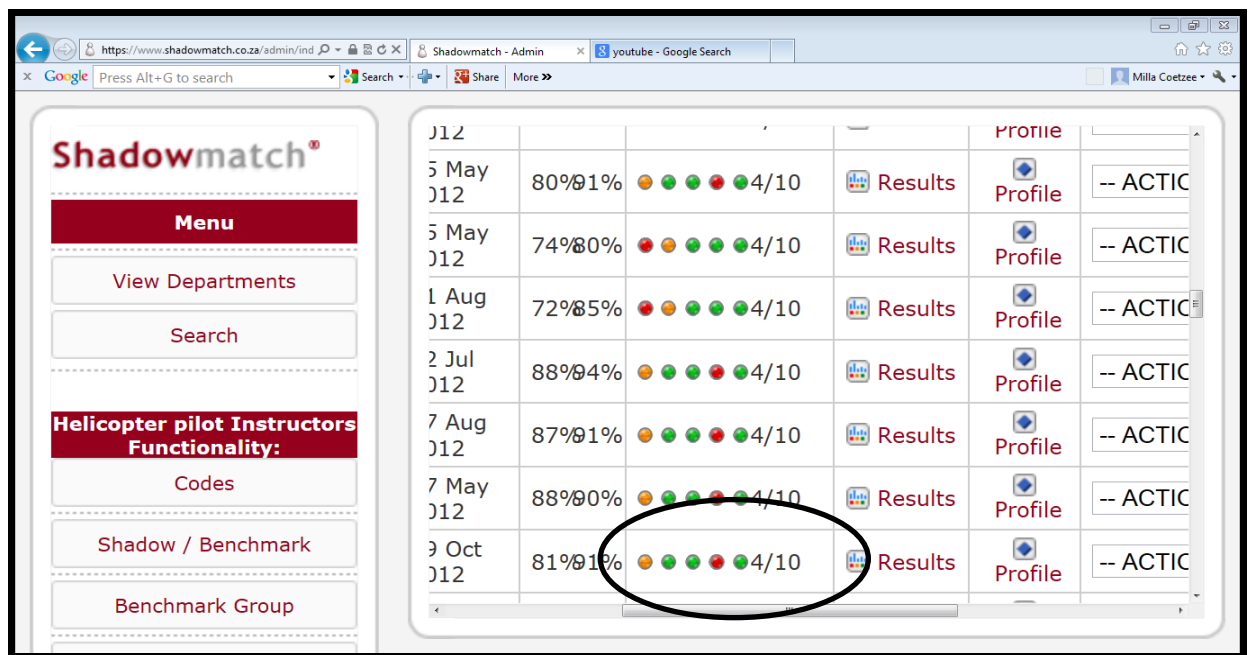 https://www.shadowmatch.co.za/admin/ind
Shadowmatch - Admin
youtube - Google Search
Google Press Alt+G to search Search Share More »
Milla Coetzee
Shadowmatch®
Menu
View Departments
Search
Helicopter pilot Instructors
Functionality:
Codes
Shadow / Benchmark
Benchmark Group
012 Profile
5 May
012 80% 91% 4/10 Results Profile -- ACTIC
5 May
012 74% 80% 4/10 Results Profile -- ACTIC
1 Aug
012 72% 85% 4/10 Results Profile -- ACTIC
2 Jul
012 88% 94% 4/10 Results Profile -- ACTIC
7 Aug
012 87% 91% 4/10 Results Profile -- ACTIC
7 May
012 88% 90% 4/10 Results Profile -- ACTIC
9 Oct
012 81% 91% 4/10 Results Profile -- ACTIC